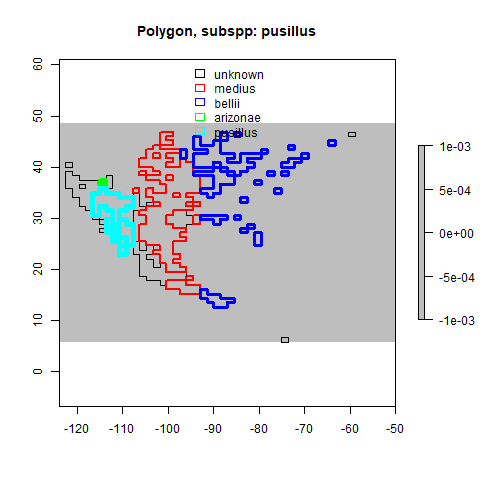 Polygon, subspp: pusillus
unknown
medius
bellii
arizonae
pusillus
60
50
40
30
20
10
0
-120
-110
-100
-90
-80
-70
-60
-50
1e-03
5e-04
0e+00
-5e-04
-1e-03